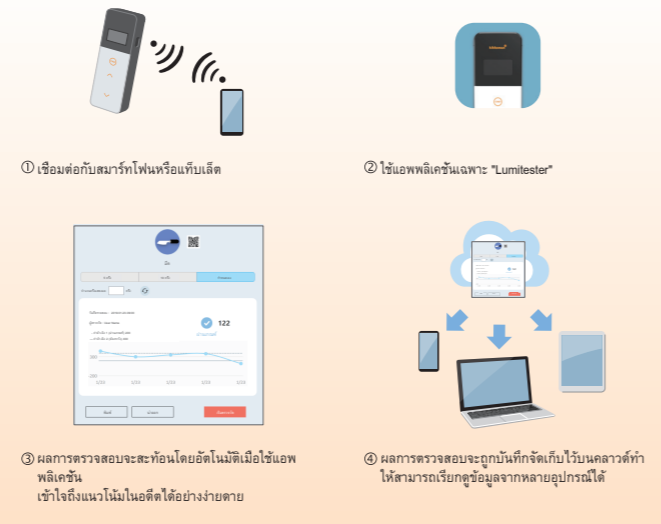 ① เชื่อมต่อกับสมาร์ทโฟนหรือแท็บเล็ต
② ใช้แอพพลิเคชันเฉพาะ "Lumitester"
122
③ ผลการตรวจสอบจะสะท้อนโดยอัตโนมัติเมื่อใช้แอพ
พลิเคชัน
เข้าใจถึงแนวโน้มในอดีตได้อย่างง่ายดาย
④ ผลการตรวจสอบจะถูกบันทึกจัดเก็บไว้บนคลาวด์ทำ
ให้สามารถเรียกดูข้อมูลจากหลายอุปกรณ์ได้